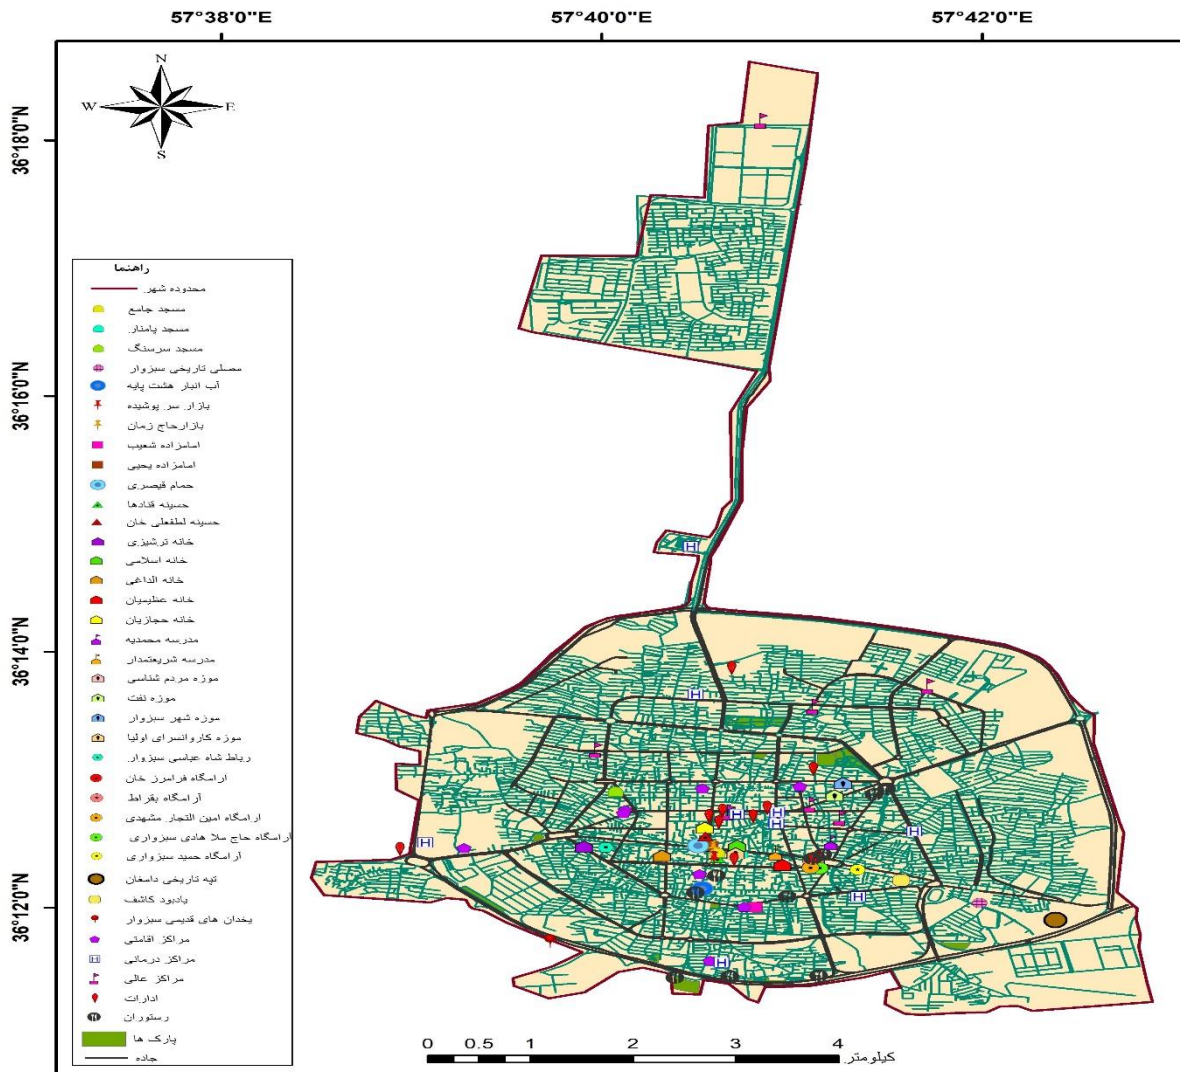 57°38'0"E
57°40'0"E
57°42'0"E
36°18'0"N
36°16'0"N
36°14'0"N
36°12'0"N
N
W
E
S
راهنما
محدوده شهر
مسجد جامع
مسجد پامنار
مسجد سرسنگ
مصلی تاریخی سبزوار
آب انبار هشت پایه
بازار سر پوشیده
بازارحاج زمان
امامزاده شعیب
امامزاده یحیی
حمام قیصری
حسینه قنادها
حسینه لطفعلی خان
خانه ترشیزی
خانه اسلامی
خانه الداغی
خانه عظیمیان
خانه حجازیان
مدرسه محمدیه
مدرسه شریعتمدار
موزه مردم شناسی
موزه نفت
موزه شهر سبزوار
موزه کاروانسرای اولیا
رباط شاه عباسی سبزوار
ارامگاه فرامرز خان
آرامگاه بقراط
ارامگاه امین التجار مشهدی
آرامگاه حاج ملا هادی سبزواری
آرامگاه حمید سبزواری
تپه تاریخی دامغان
یادبود کاشف
یخدان های قدیمی سبزوار
مراکز اقامتی
H مراکز درمانی
مراکز عالی
ادارات
رستوران
پارک ها
جاده
H
H
H
H
H
H
H
H
H
0 0.5 1 2 3 4
کیلومتر